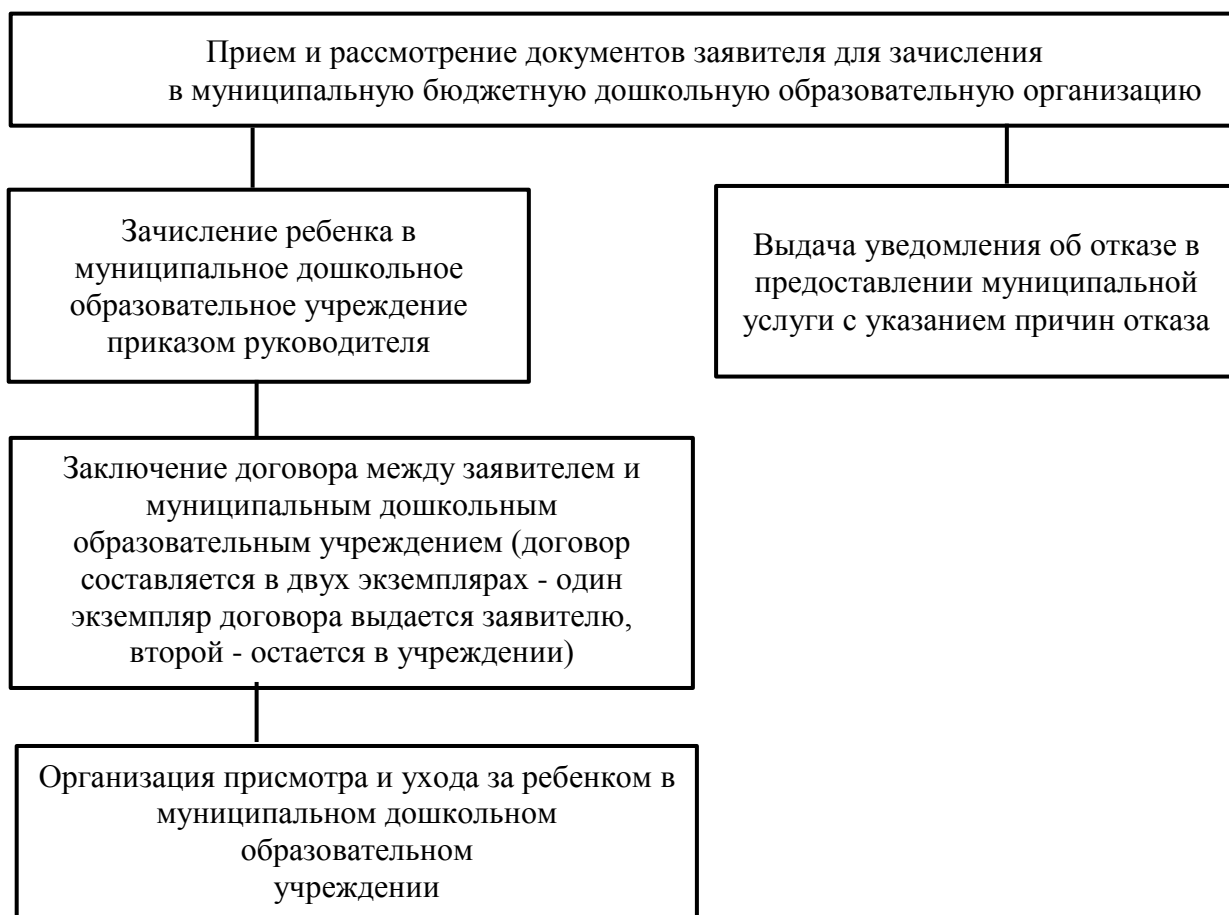 Прием и рассмотрение документов заявителя для зачисления
в муниципальную бюджетную дошкольную образовательную организацию
Зачисление ребенка в
муниципальное дошкольное
образовательное учреждение
приказом руководителя
Выдача уведомления об отказе в
предоставлении муниципальной
услуги с указанием причин отказа
Заключение договора между заявителем и
муниципальным дошкольным
образовательным учреждением (договор
составляется в двух экземплярах - один
экземпляр договора выдается заявителю,
второй - остается в учреждении)
Организация присмотра и ухода за ребенком в
муниципальном дошкольном
образовательном
учреждении